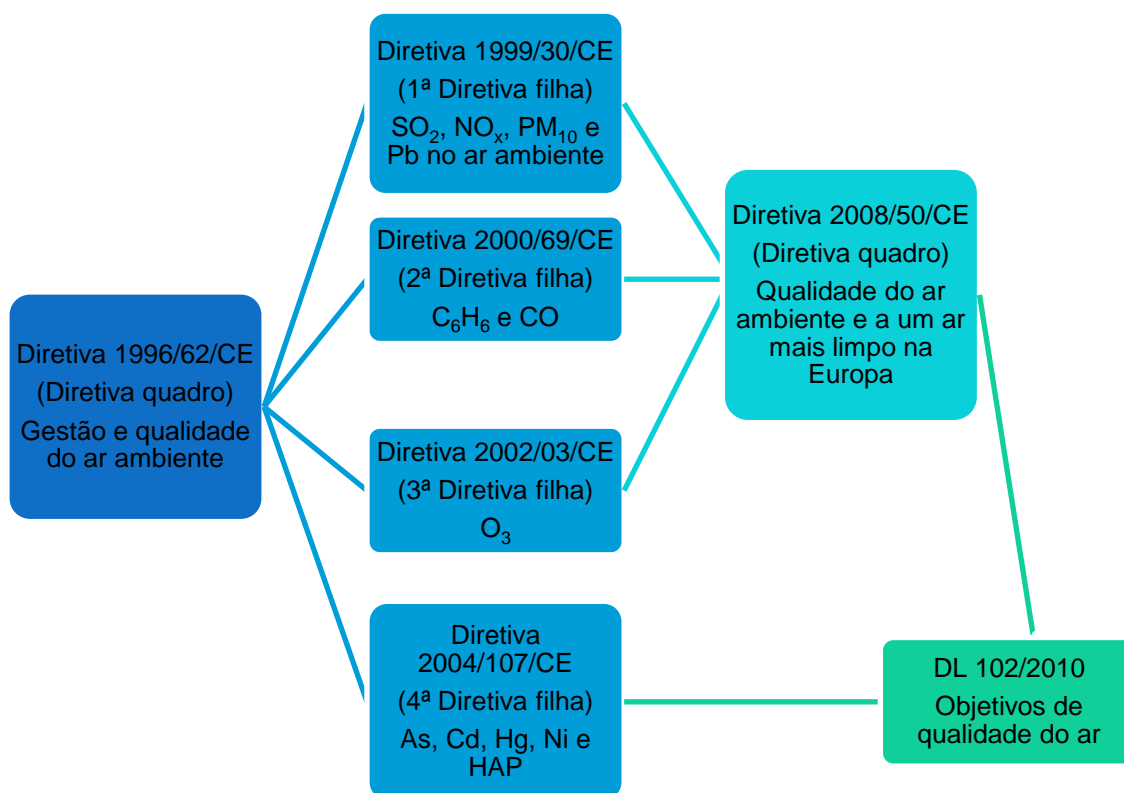 Diretiva 1996/62/CE
(Diretiva quadro)
Gestão e qualidade
do ar ambiente
Diretiva 1999/30/CE
(1ª Diretiva filha)
SO₂, NOₓ, PM₁₀ e
Pb no ar ambiente
Diretiva 2000/69/CE
(2ª Diretiva filha)
C₆H₆ e CO
Diretiva 2002/03/CE
(3ª Diretiva filha)
O₃
Diretiva
2004/107/CE
(4ª Diretiva filha)
As, Cd, Hg, Ni e
HAP
Diretiva 2008/50/CE
(Diretiva quadro)
Qualidade do ar
ambiente e a um ar
mais limpo na
Europa
DL 102/2010
Objetivos de
qualidade do ar